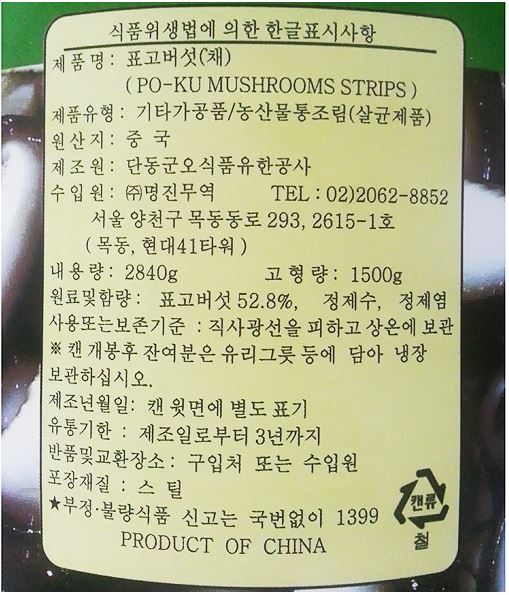 식품위생법에 의한 한글표시사항
제품명 : 표고버섯(채)
( PO-KU MUSHROOMS STRIPS )
제품유형 : 기타가공품/농산물통조림(살균제품)
원산지 : 중 국
제조원 : 단동군오식품유한공사
수입원 : ㈜명진무역 TEL : 02)2062-8852
서울 양천구 목동동로 293, 2615-1호
( 목동, 현대41타워 )
내용량 : 2840g 고형량 : 1500g
원료및함량 : 표고버섯 52.8%, 정제수, 정제염
사용또는보존기준 : 직사광선을 피하고 상온에 보관
※ 캔 개봉후 잔여분은 유리그릇 등에 담아 냉장
보관하십시오.
제조년월일: 캔 윗면에 별도 표기
유통기한 : 제조일로부터 3년까지
반품및교환장소: 구입처 또는 수입원
포장재질 : 스 틸
★부정·불량식품 신고는 국번없이 1399
PRODUCT OF CHINA
캔류
철